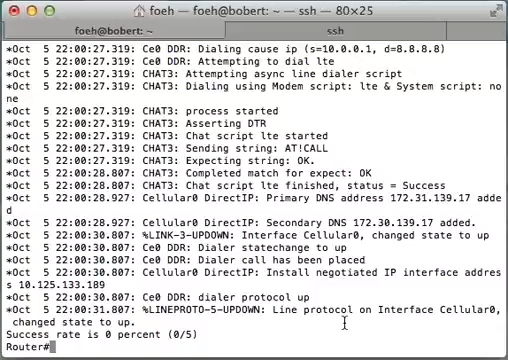 foeh — foeh@bobert: ~ — ssh — 80×25
foeh@bobert: ~
ssh
*Oct  5 22:00:27.319: Ce0 DDR: Dialing cause ip (s=10.0.0.1, d=8.8.8.8)
*Oct  5 22:00:27.319: Ce0 DDR: Attempting to dial lte
*Oct  5 22:00:27.319: CHAT3: Attempting async line dialer script
*Oct  5 22:00:27.319: CHAT3: Dialing using Modem script: lte & System script: no
ne
*Oct  5 22:00:27.319: CHAT3: process started
*Oct  5 22:00:27.319: CHAT3: Asserting DTR
*Oct  5 22:00:27.319: CHAT3: Chat script lte started
*Oct  5 22:00:27.319: CHAT3: Sending string: AT!CALL
*Oct  5 22:00:27.319: CHAT3: Expecting string: OK.
*Oct  5 22:00:28.807: CHAT3: Completed match for expect: OK
*Oct  5 22:00:28.807: CHAT3: Chat script lte finished, status = Success
*Oct  5 22:00:28.927: Cellular0 DirectIP: Primary DNS address 172.31.139.17 adde
d
*Oct  5 22:00:28.927: Cellular0 DirectIP: Secondary DNS 172.30.139.17 added.
*Oct  5 22:00:30.807: %LINK-3-UPDOWN: Interface Cellular0, changed state to up
*Oct  5 22:00:30.807: Ce0 DDR: Dialer statechange to up
*Oct  5 22:00:30.807: Ce0 DDR: Dialer call has been placed
*Oct  5 22:00:30.807: Cellular0 DirectIP: Install negotiated IP interface addres
s 10.125.133.189
*Oct  5 22:00:30.807: Ce0 DDR: dialer protocol up
*Oct  5 22:00:31.807: %LINEPROTO-5-UPDOWN: Line protocol on Interface Cellular0,
 changed state to up.
Success rate is 0 percent (0/5)
Router#